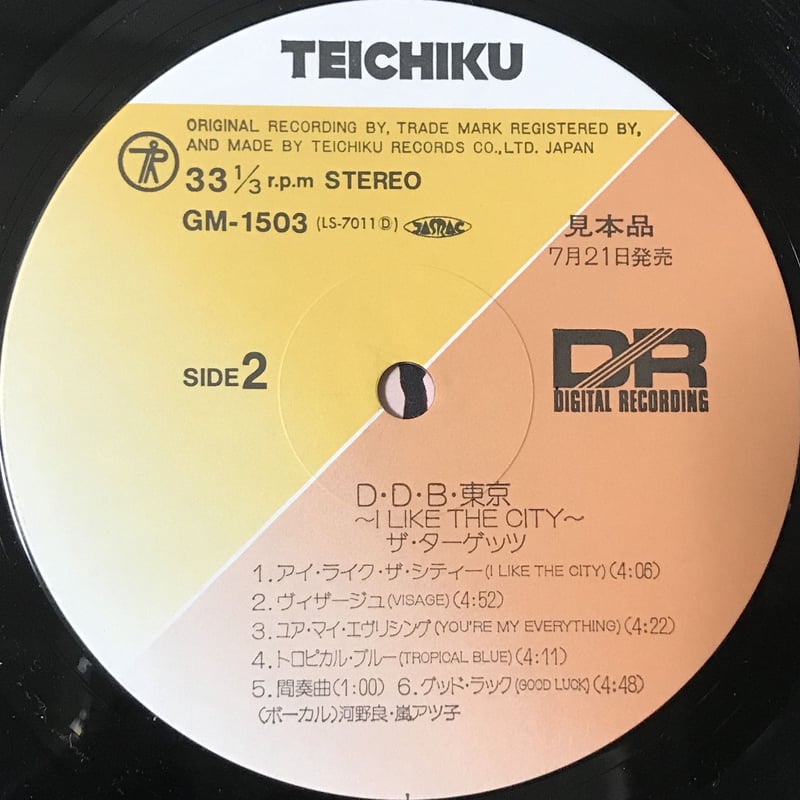 TEICHIKU
ORIGINAL RECORDING BY, TRADE MARK REGISTERED BY,
AND MADE BY TEICHIKU RECORDS CO.,LTD. JAPAN
33 1/3 r.p.m STEREO
GM-1503 (LS-7011Ⓓ) JASRAC
見本品
7月21日発売
SIDE 2
DR
DIGITAL RECORDING
D・D・B・東京
～I LIKE THE CITY～
ザ・ターゲッツ
1. アイ・ライク・ザ・シティー(I LIKE THE CITY)(4:06)
2. ヴィザージュ(VISAGE)(4:52)
3. ユア・マイ・エヴリシング(YOU'RE MY EVERYTHING)(4:22)
4. トロピカル・ブルー(TROPICAL BLUE)(4:11)
5. 間奏曲(1:00) 6. グッド・ラック(GOOD LUCK)(4:48)
(ボーカル)河野良・嵐アツ子